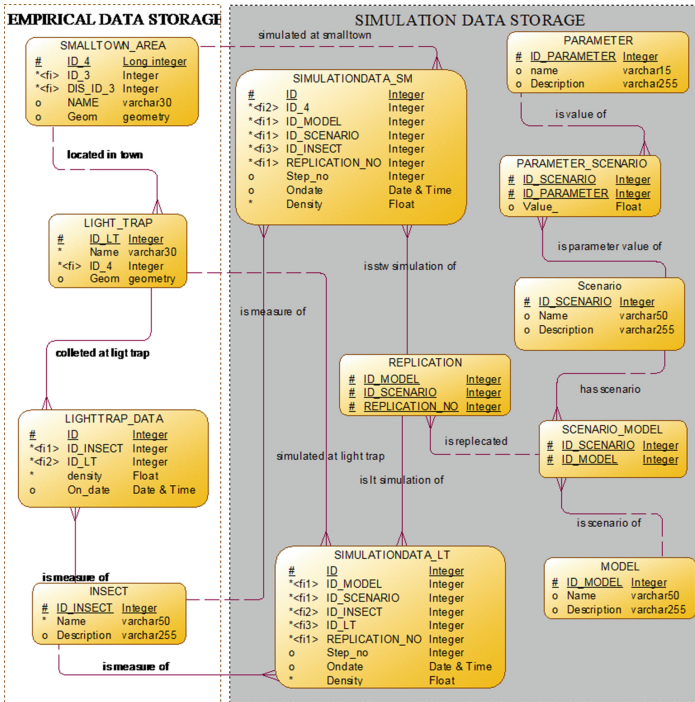 EMPIRICAL DATA STORAGE
SMALLTOWN_AREA
# ID_4 Long integer
*<fi> ID_3 Integer
*<fi> DIS_ID_3 Integer
o NAME varchar30
o Geom geometry
located in town
LIGHT_TRAP
# ID_LT Integer
* Name varchar30
*<fi> ID_4 Integer
o Geom geometry
colleted at ligt trap
LIGHTTRAP_DATA
# ID Integer
*<fi1> ID_INSECT Integer
*<fi2> ID_LT Integer
* density Float
o On_date Date & Time
is measure of
INSECT
# ID_INSECT Integer
* Name varchar50
o Description varchar255
is measure of
SIMULATION DATA STORAGE
simulated at smalltown
SIMULATIONDATA_SM
# ID Integer
*<fi2> ID_4 Integer
*<fi1> ID_MODEL Integer
*<fi1> ID_SCENARIO Integer
*<fi3> ID_INSECT Integer
*<fi1> REPLICATION_NO Integer
o Step_no Integer
o Ondate Date & Time
* Density Float
is stw simulation of
is measure of
REPLICATION
# ID_MODEL Integer
# ID_SCENARIO Integer
# REPLICATION_NO Integer
is replecated
simulated at light trap
is lt simulation of
SIMULATIONDATA_LT
# ID Integer
*<fi1> ID_MODEL Integer
*<fi1> ID_SCENARIO Integer
*<fi2> ID_INSECT Integer
*<fi3> ID_LT Integer
*<fi1> REPLICATION_NO Integer
o Step_no Integer
o Ondate Date & Time
* Density Float
PARAMETER
# ID_PARAMETER Integer
o name varchar15
o Description varchar255
is value of
PARAMETER_SCENARIO
# ID_SCENARIO Integer
# ID_PARAMETER Integer
o Value_ Float
is parameter value of
Scenario
# ID_SCENARIO Integer
o Name varchar50
o Description varchar255
has scenario
SCENARIO_MODEL
# ID_SCENARIO Integer
# ID_MODEL Integer
is scenario of
MODEL
# ID_MODEL Integer
o Name varchar50
o Description varchar255